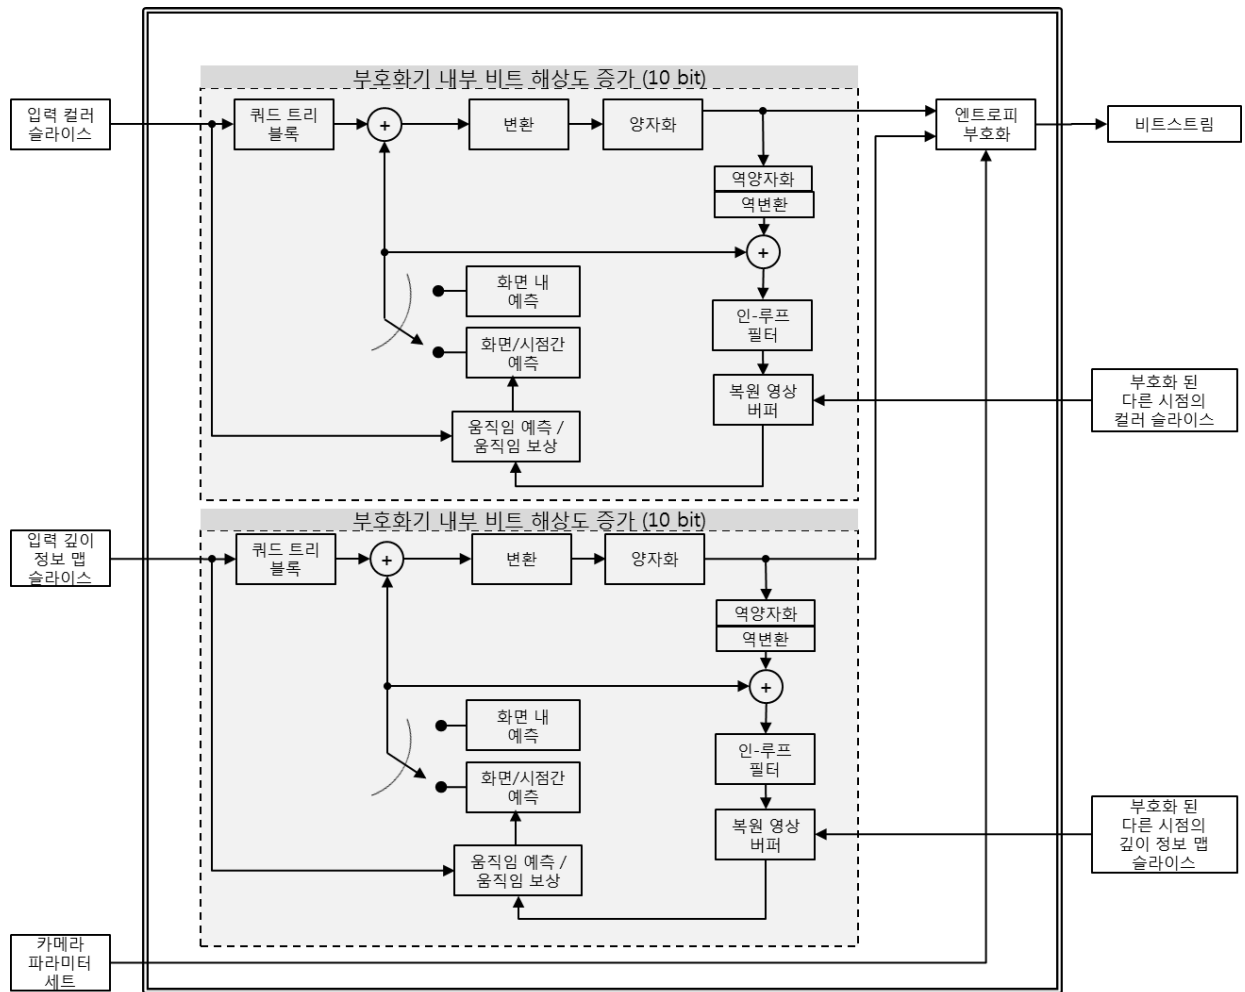 부호화기 내부 비트 해상도 증가 (10 bit)
입력 컬러
슬라이스
쿼드 트리
블록
+
변환
양자화
엔트로피
부호화
비트스트림
역양자화
역변환
+
화면 내
예측
인-루프
필터
화면/시점간
예측
복원 영상
버퍼
부호화 된
다른 시점의
컬러 슬라이스
움직임 예측 /
움직임 보상
부호화기 내부 비트 해상도 증가 (10 bit)
입력 깊이
정보 맵
슬라이스
쿼드 트리
블록
+
변환
양자화
역양자화
역변환
+
화면 내
예측
인-루프
필터
화면/시점간
예측
복원 영상
버퍼
부호화 된
다른 시점의
깊이 정보 맵
슬라이스
움직임 예측 /
움직임 보상
카메라
파라미터
세트